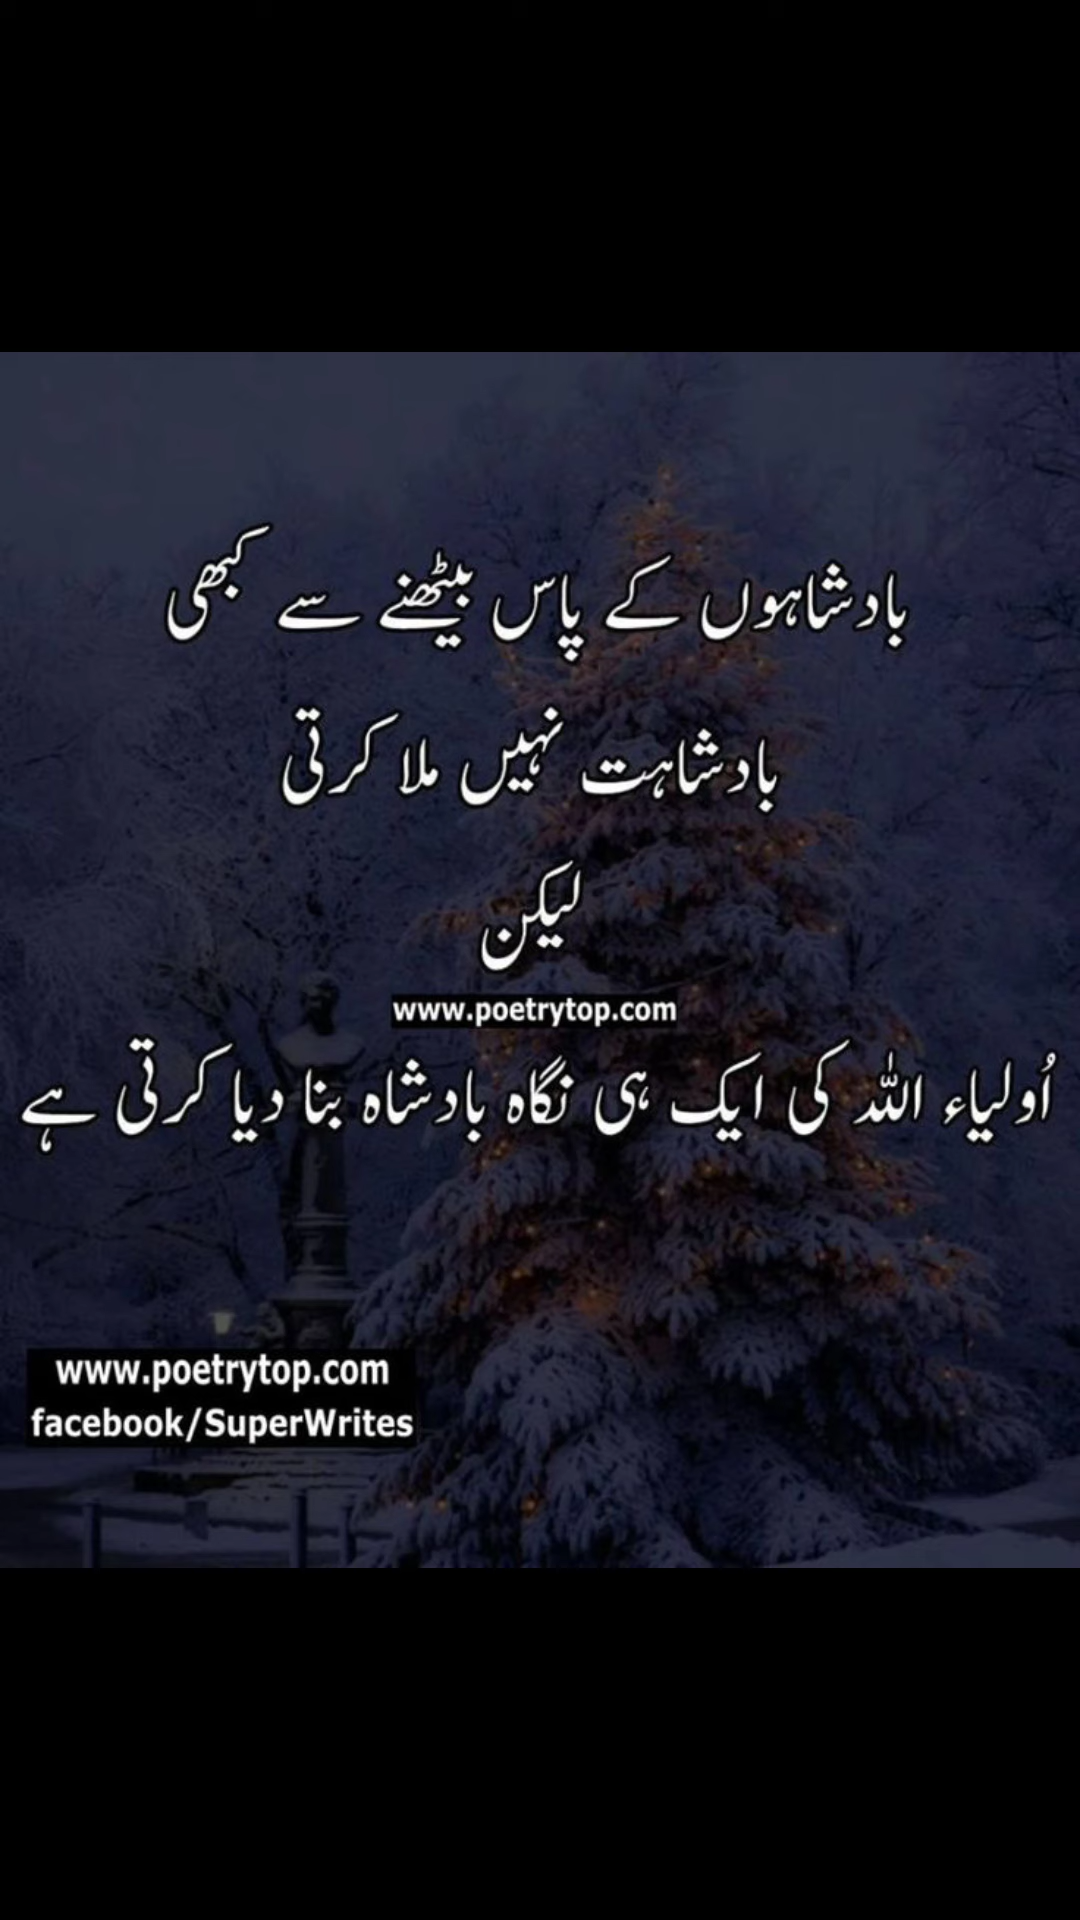 بادشاہوں کے پاس بیٹھنے سے کبھی
بادشاہت نہیں ملا کرتی
لیکن
www.poetrytop.com
اُولیاء اللہ کی ایک ہی نگاہ بادشاہ بنا دیا کرتی ہے
www.poetrytop.com
facebook/SuperWrites